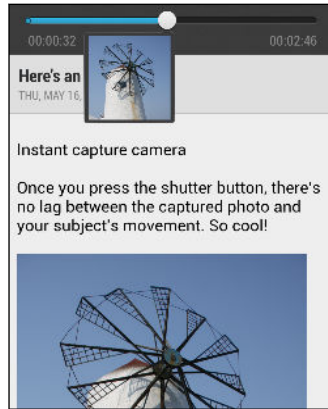 00:00:32 00:02:46
Here's an
THU, MAY 16,
Instant capture camera
Once you press the shutter button, there's
no lag between the captured photo and
your subject's movement. So cool!